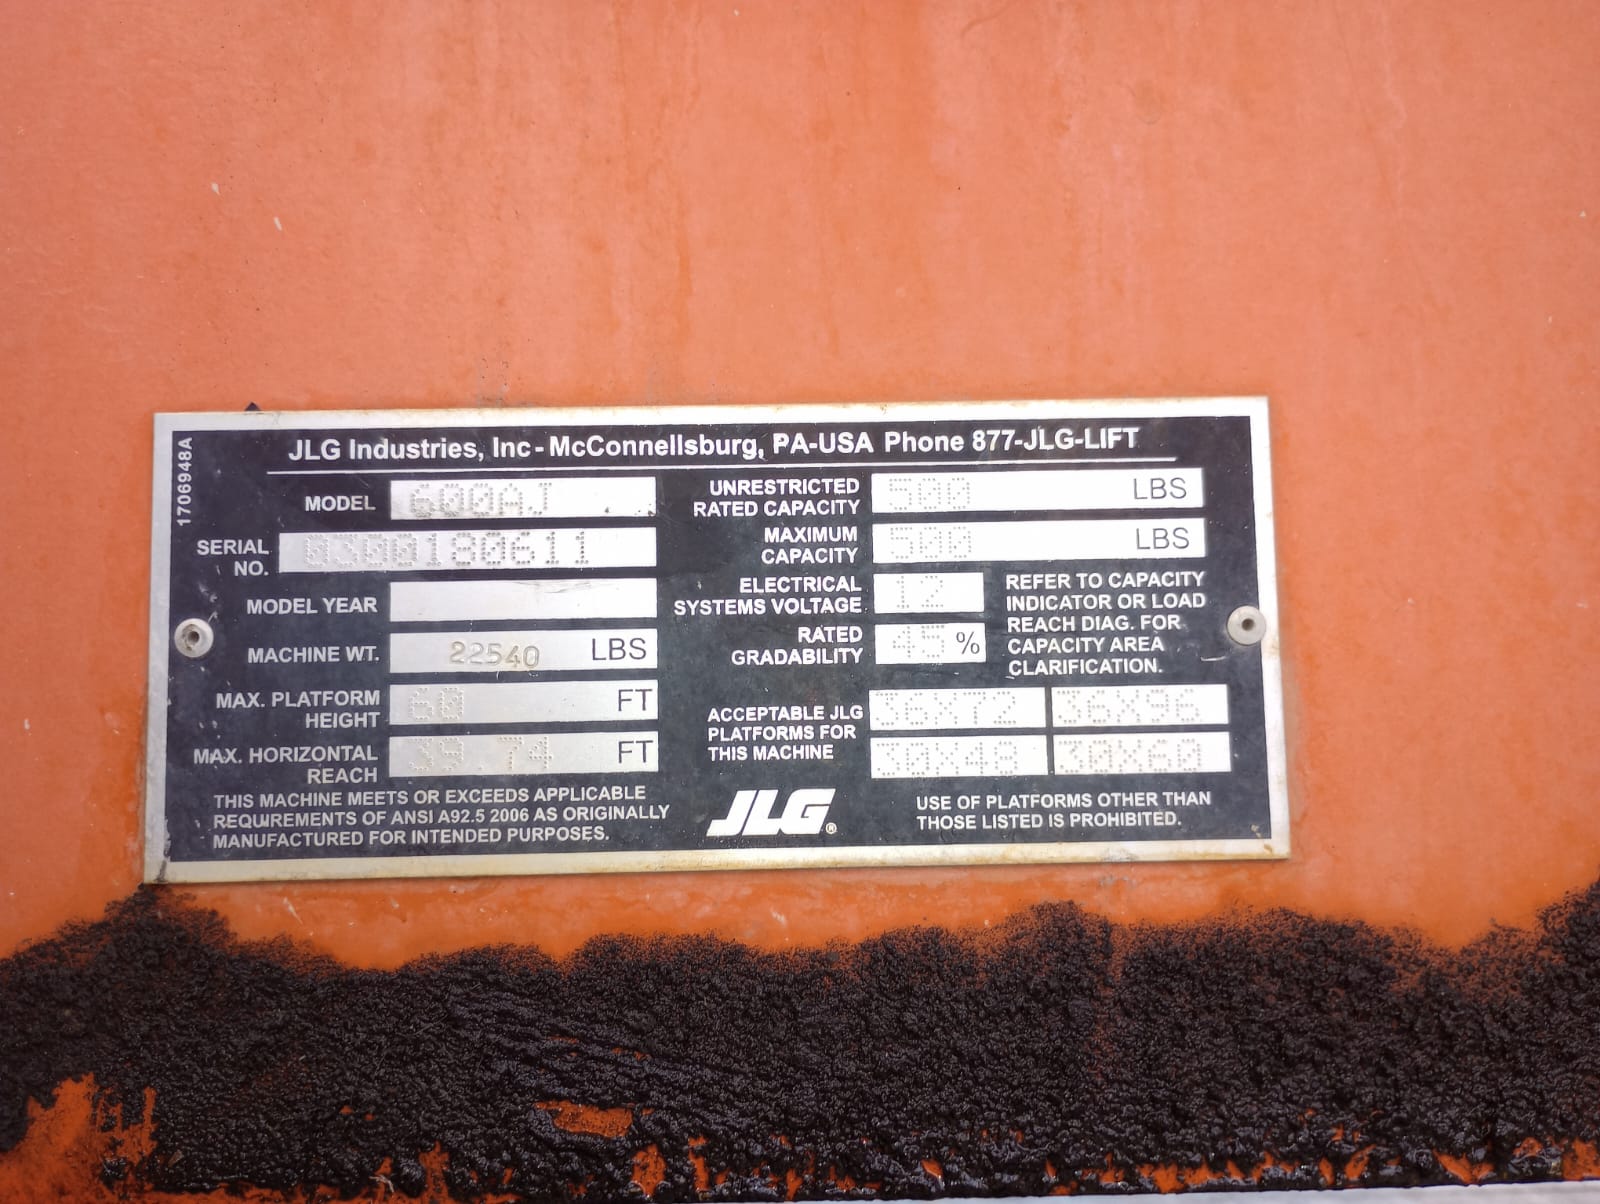 JLG Industries, Inc - McConnellsburg, PA-USA Phone 877-JLG-LIFT
1706948A
MODEL 600AJ
SERIAL NO. 0300180611
MODEL YEAR
MACHINE WT. 22540 LBS
MAX. PLATFORM HEIGHT 60 FT
MAX. HORIZONTAL REACH 39.74 FT
THIS MACHINE MEETS OR EXCEEDS APPLICABLE
REQUIREMENTS OF ANSI A92.5 2006 AS ORIGINALLY
MANUFACTURED FOR INTENDED PURPOSES.
UNRESTRICTED
RATED CAPACITY 500 LBS
MAXIMUM
CAPACITY 500 LBS
ELECTRICAL
SYSTEMS VOLTAGE 12
RATED
GRADABILITY 45 %
REFER TO CAPACITY
INDICATOR OR LOAD
REACH DIAG. FOR
CAPACITY AREA
CLARIFICATION.
ACCEPTABLE JLG
PLATFORMS FOR
THIS MACHINE
36X72 36X96
30X48 30X60
JLG®
USE OF PLATFORMS OTHER THAN
THOSE LISTED IS PROHIBITED.